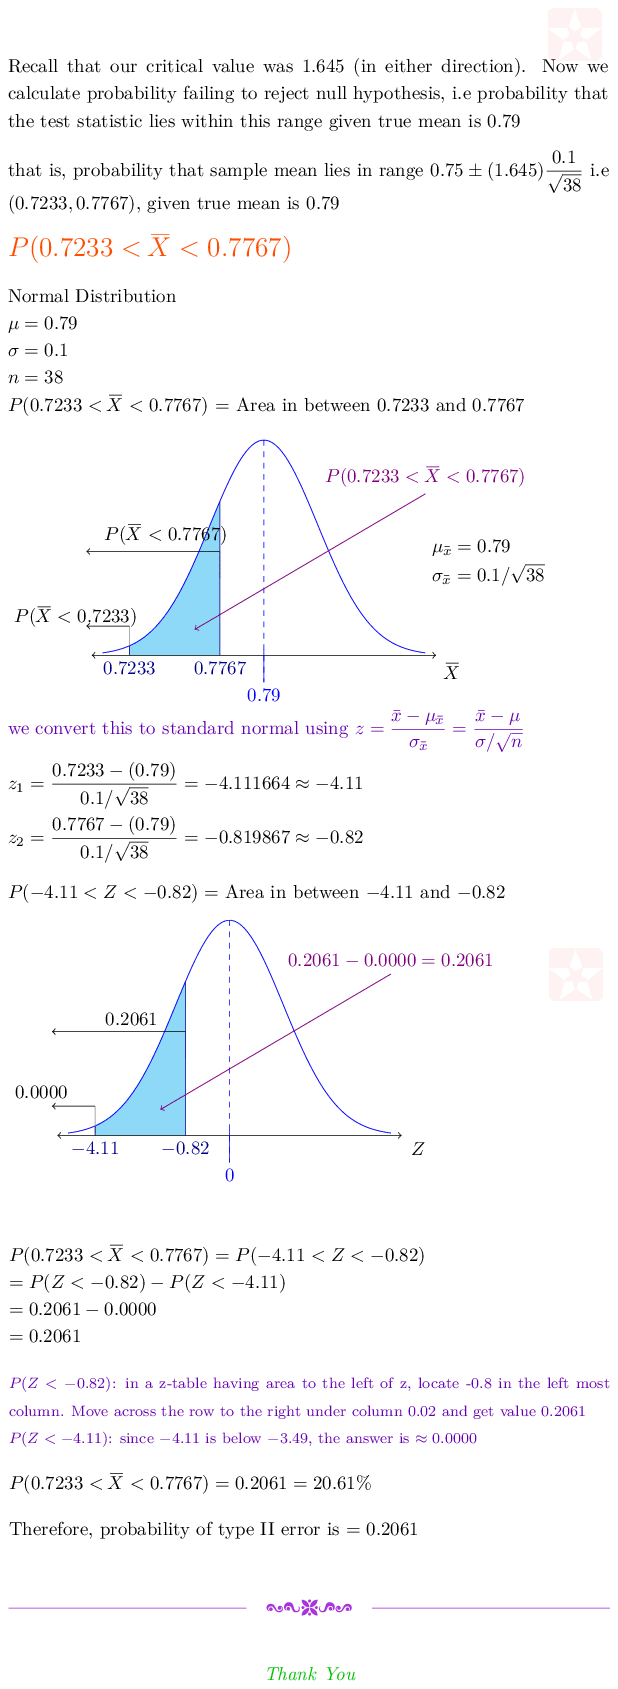 Recall that our critical value was 1.645 (in either direction). Now we
calculate probability failing to reject null hypothesis, i.e probability that
the test statistic lies within this range given true mean is 0.79
that is, probability that sample mean lies in range 0.75 ± (1.645) 0.1/√38 i.e
(0.7233, 0.7767), given true mean is 0.79
P(0.7233 < X̅ < 0.7767)
Normal Distribution
μ = 0.79
σ = 0.1
n = 38
P(0.7233 < X̅ < 0.7767) = Area in between 0.7233 and 0.7767
P(0.7233 < X̅ < 0.7767)
P(X̅ < 0.7767)
μx̄ = 0.79
σx̄ = 0.1/√38
P(X̅ < 0.7233)
0.7233 0.7767 X̅
0.79
we convert this to standard normal using z = (x̄ − μx̄)/σx̄ = (x̄ − μ)/(σ/√n)
z₁ = (0.7233 − (0.79))/(0.1/√38) = −4.111664 ≈ −4.11
z₂ = (0.7767 − (0.79))/(0.1/√38) = −0.819867 ≈ −0.82
P(−4.11 < Z < −0.82) = Area in between −4.11 and −0.82
0.2061 − 0.0000 = 0.2061
0.2061
0.0000
−4.11 −0.82 Z
0
P(0.7233 < X̅ < 0.7767) = P(−4.11 < Z < −0.82)
= P(Z < −0.82) − P(Z < −4.11)
= 0.2061 − 0.0000
= 0.2061
P(Z < −0.82): in a z-table having area to the left of z, locate -0.8 in the left most
column. Move across the row to the right under column 0.02 and get value 0.2061
P(Z < −4.11): since −4.11 is below −3.49, the answer is ≈ 0.0000
P(0.7233 < X̅ < 0.7767) = 0.2061 = 20.61%
Therefore, probability of type II error is = 0.2061
Thank You